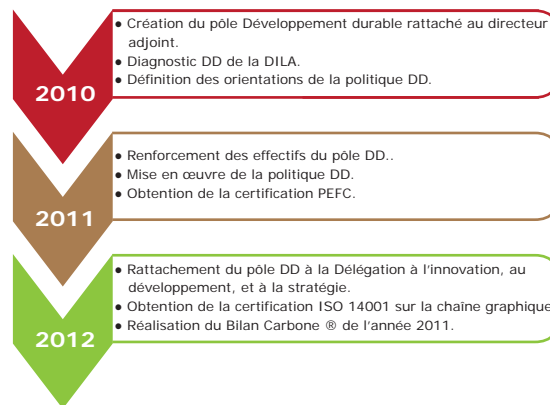 2010
• Création du pôle Développement durable rattaché au directeur
adjoint.
• Diagnostic DD de la DILA.
• Définition des orientations de la politique DD.
2011
• Renforcement des effectifs du pôle DD..
• Mise en œuvre de la politique DD.
• Obtention de la certification PEFC.
2012
• Rattachement du pôle DD à la Délégation à l'innovation, au
développement, et à la stratégie.
• Obtention de la certification ISO 14001 sur la chaîne graphique
• Réalisation du Bilan Carbone ® de l'année 2011.